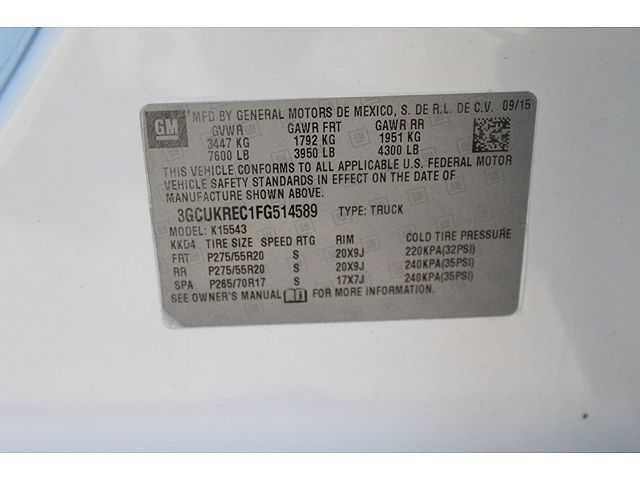 GM
MFD BY GENERAL MOTORS DE MEXICO, S. DE R.L. DE C.V. 09/15
GVWR GAWR FRT GAWR RR
3447 KG 1792 KG 1951 KG
7600 LB 3950 LB 4300 LB
THIS VEHICLE CONFORMS TO ALL APPLICABLE U.S. FEDERAL MOTOR
VEHICLE SAFETY STANDARDS IN EFFECT ON THE DATE OF
MANUFACTURE SHOWN ABOVE.
3GCUKREC1FG514589 TYPE: TRUCK
MODEL: K15543
KKD4 TIRE SIZE SPEED RTG RIM COLD TIRE PRESSURE
FRT P275/55R20 S 20X9J 220KPA(32PSI)
RR P275/55R20 S 20X9J 240KPA(35PSI)
SPA P265/70R17 S 17X7J 240KPA(35PSI)
SEE OWNER'S MANUAL FOR MORE INFORMATION.